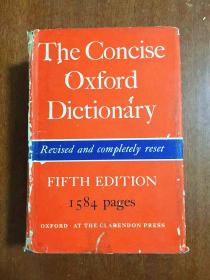 The Concise
Oxford
Dictionary
Revised and completely reset
FIFTH EDITION
1584 pages
OXFORD · AT THE CLARENDON PRESS